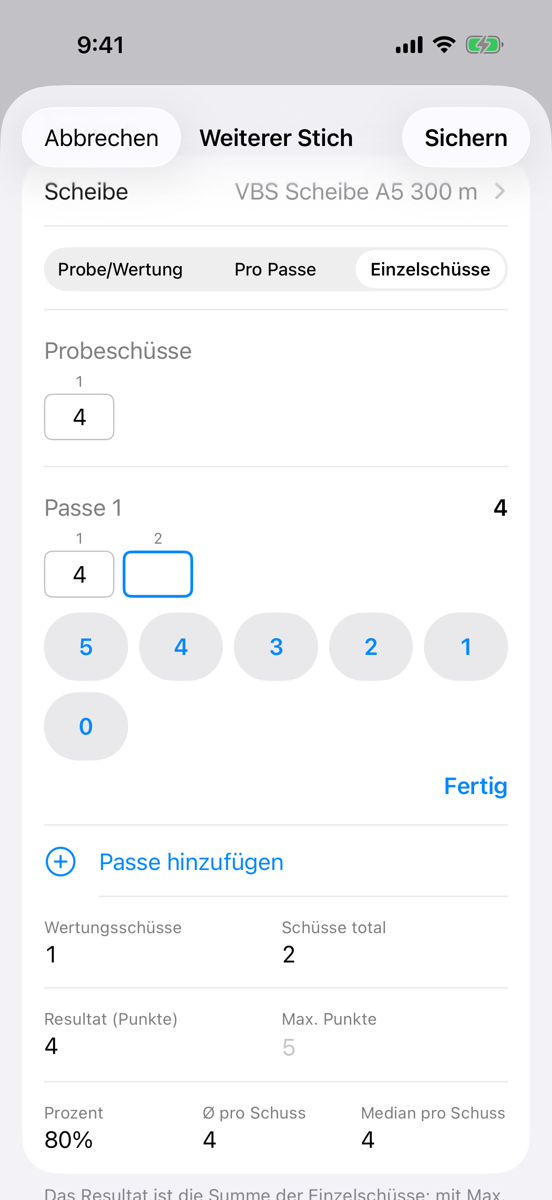 9:41
Abbrechen Weiterer Stich Sichern
Scheibe VBS Scheibe A5 300 m
Probe/Wertung Pro Passe Einzelschüsse
Probeschüsse
1
4
Passe 1 4
1 2
4
5 4 3 2 1
0
Fertig
Passe hinzufügen
Wertungsschüsse Schüsse total
1 2
Resultat (Punkte) Max. Punkte
4 5
Prozent Ø pro Schuss Median pro Schuss
80% 4 4
Das Resultat ist die Summe der Einzelschüsse; mit Max.